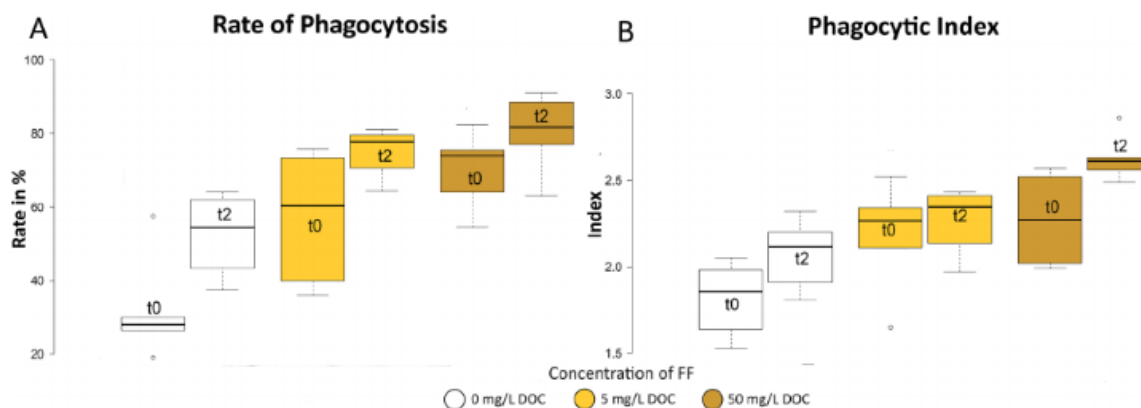 A
Rate of Phagocytosis
Rate in %
100
80
60
40
20
t0
t2
t0
t2
t0
t2
B
Phagocytic Index
Index
3.0
2.5
2.0
1.5
t0
t2
t0
t2
t0
t2
Concentration of FF
0 mg/L DOC
5 mg/L DOC
50 mg/L DOC